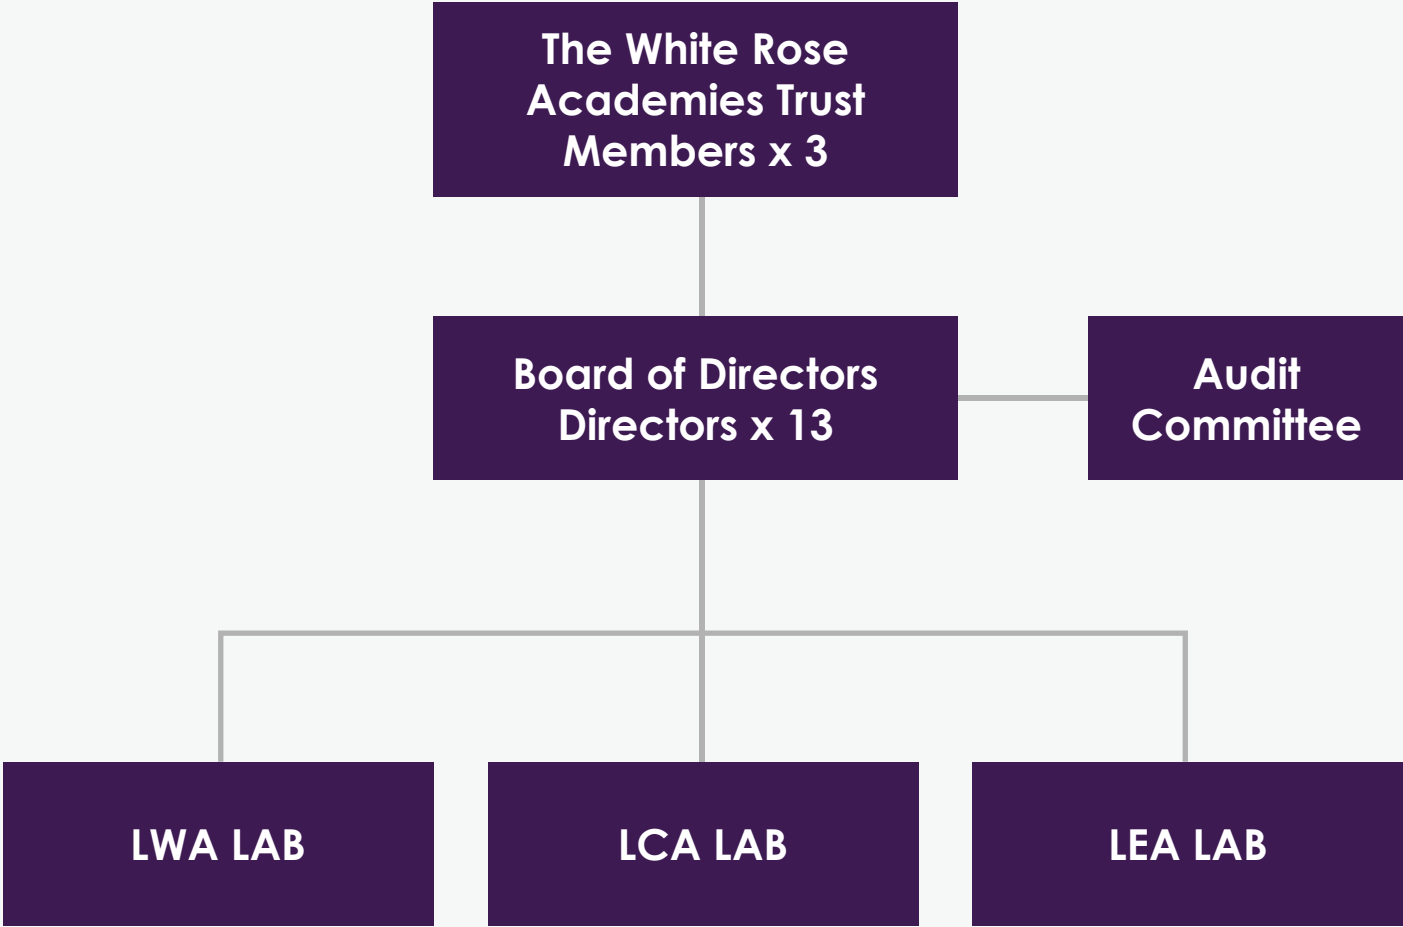 The White Rose
Academies Trust
Members x 3
Board of Directors
Directors x 13
Audit
Committee
LWA LAB
LCA LAB
LEA LAB